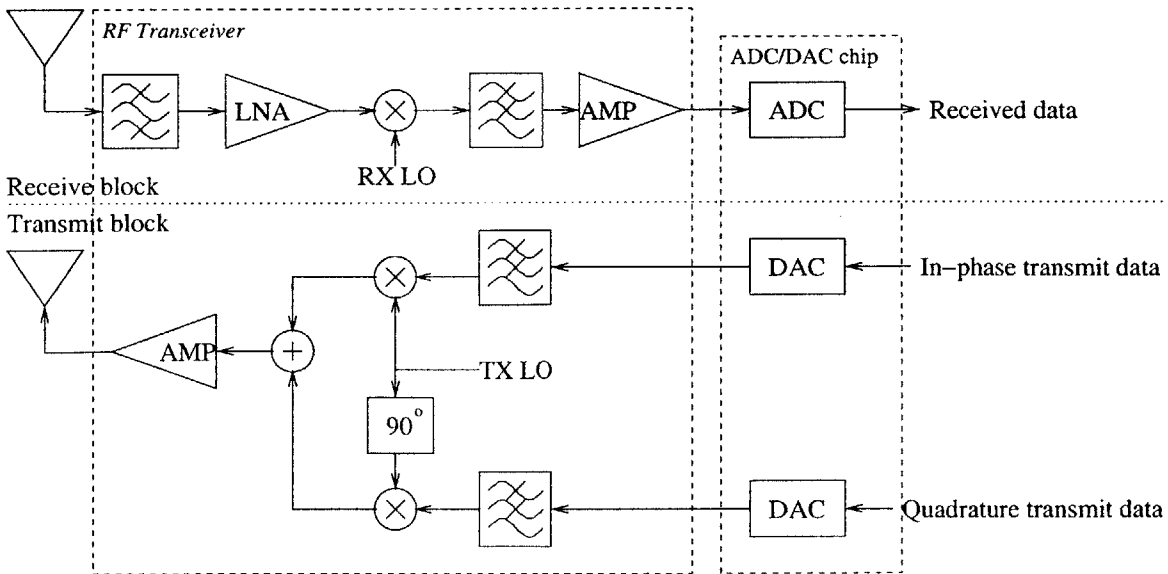 RF Transceiver
ADC/DAC chip
LNA
×
AMP
ADC
Received data
RX LO
Receive block
Transmit block
×
DAC
In-phase transmit data
AMP
+
TX LO
90°
×
DAC
Quadrature transmit data